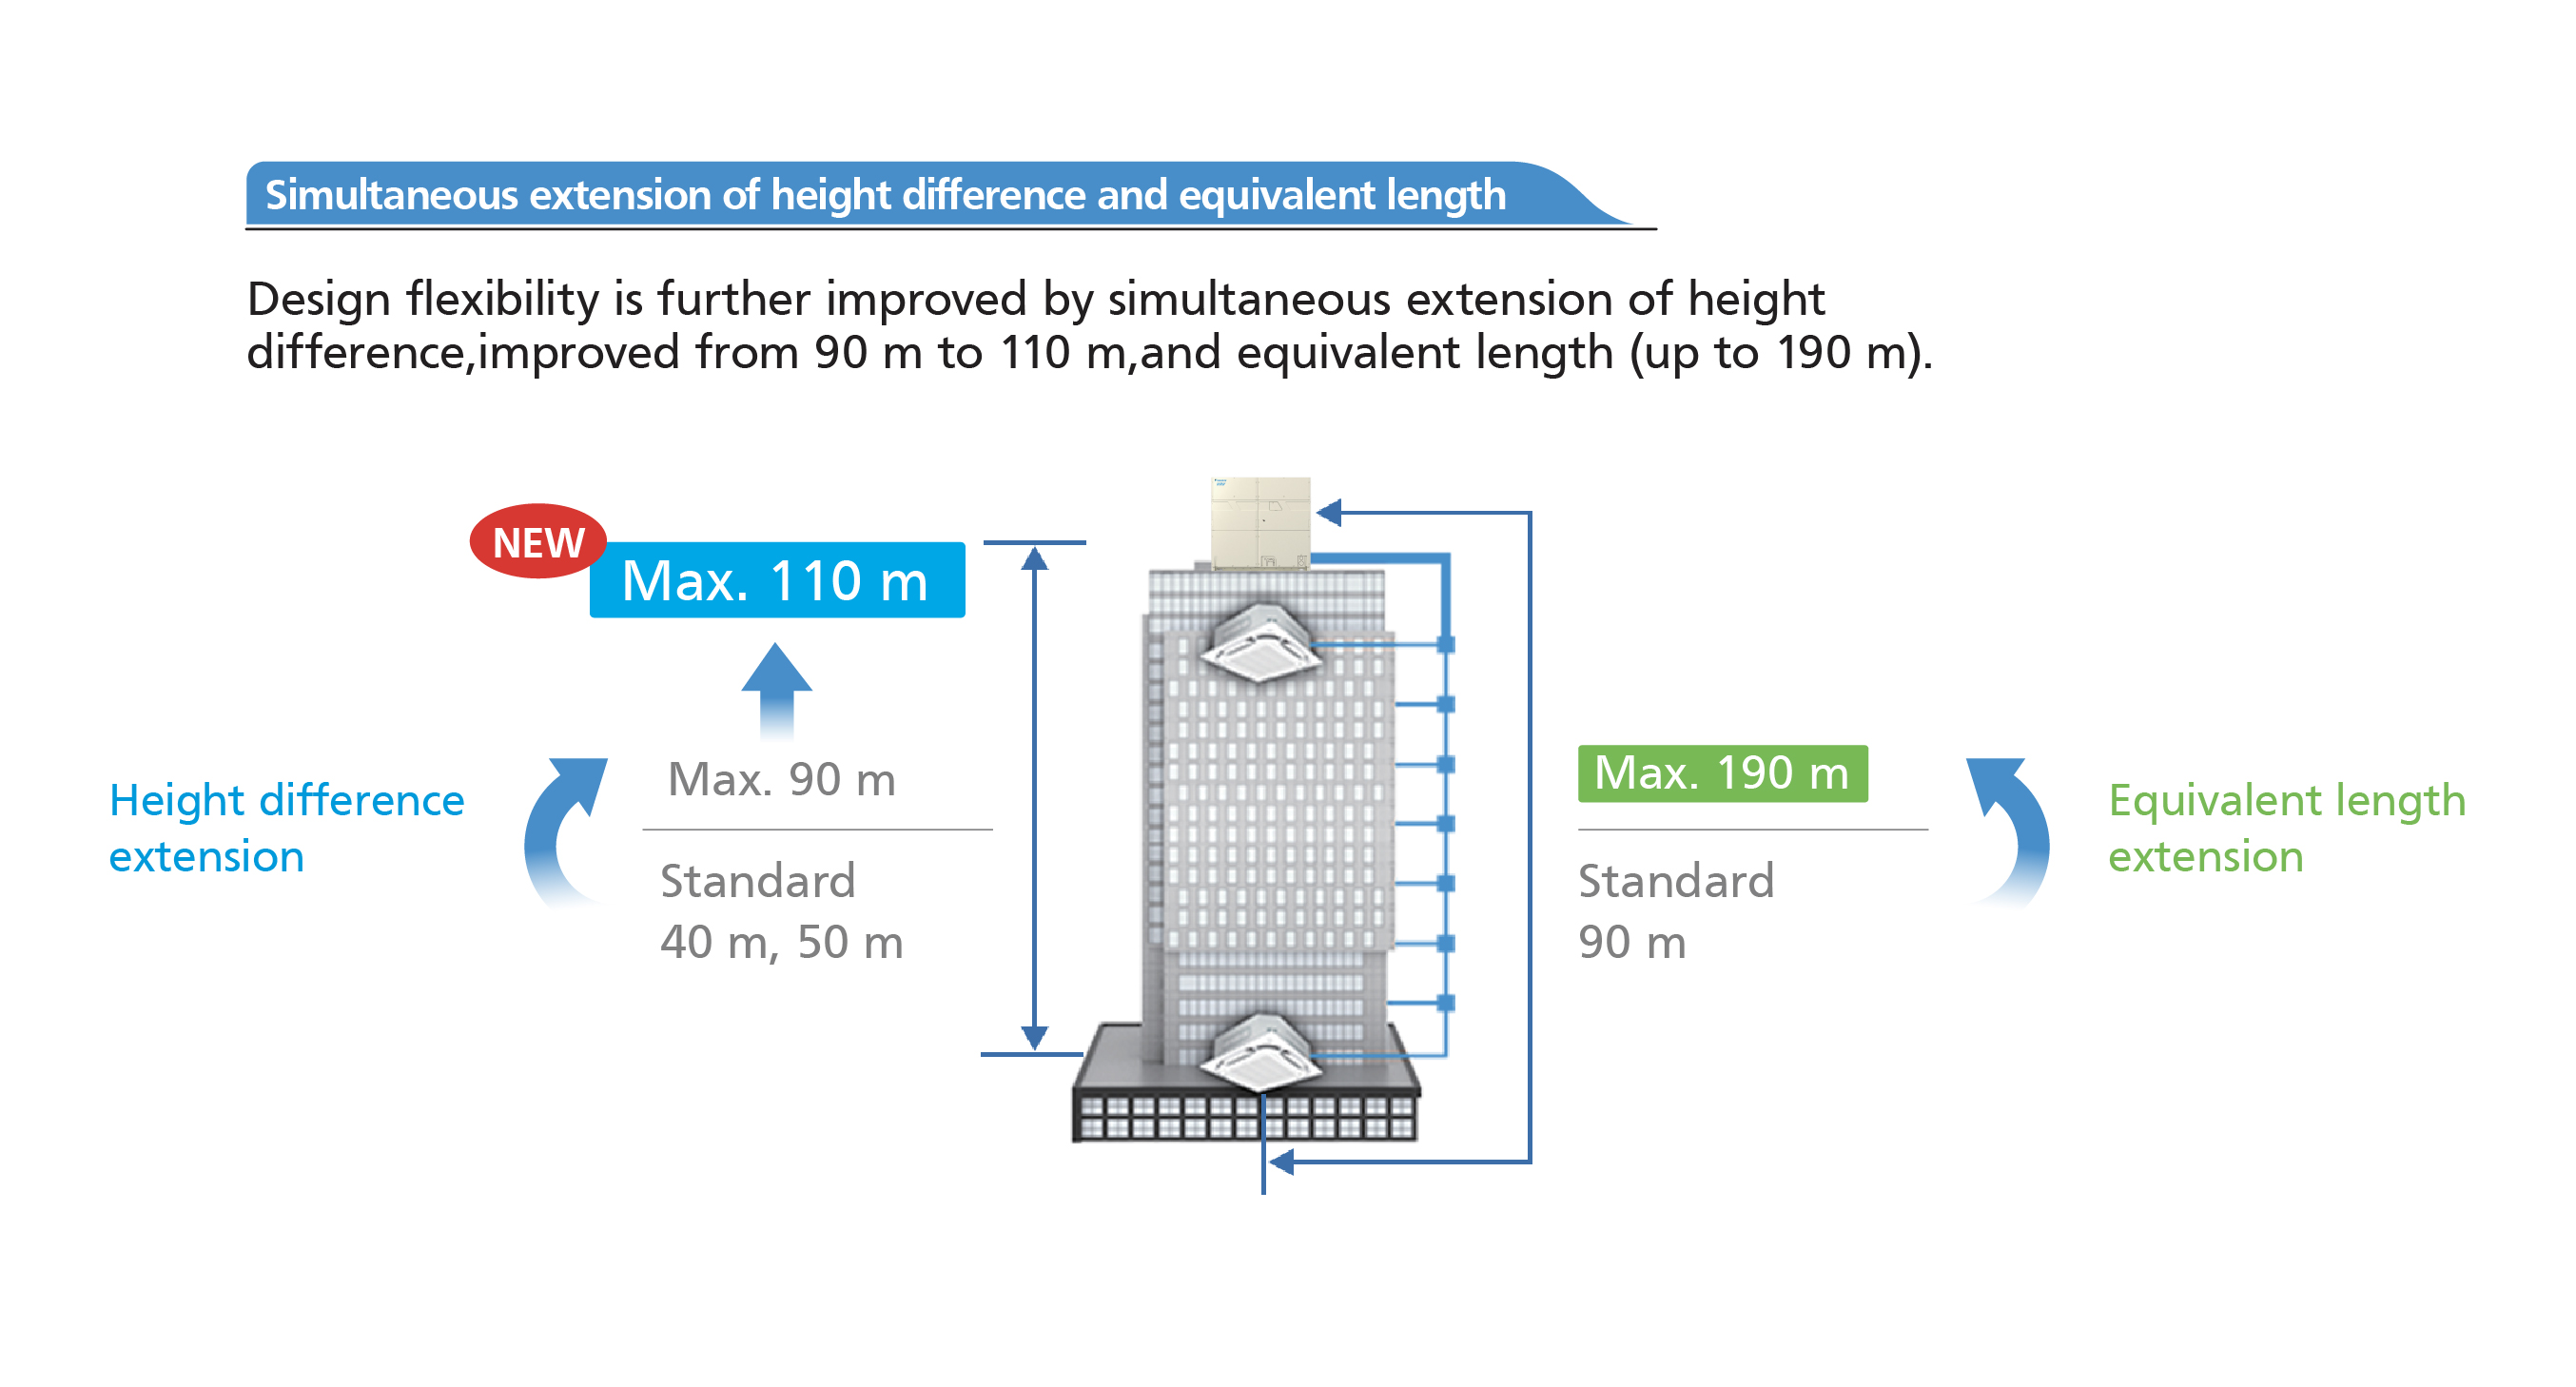 Simultaneous extension of height difference and equivalent length
Design flexibility is further improved by simultaneous extension of height
difference,improved from 90 m to 110 m,and equivalent length (up to 190 m).
NEW
Max. 110 m
Max. 90 m
Height difference
extension
Standard
40 m, 50 m
Max. 190 m
Standard
90 m
Equivalent length
extension